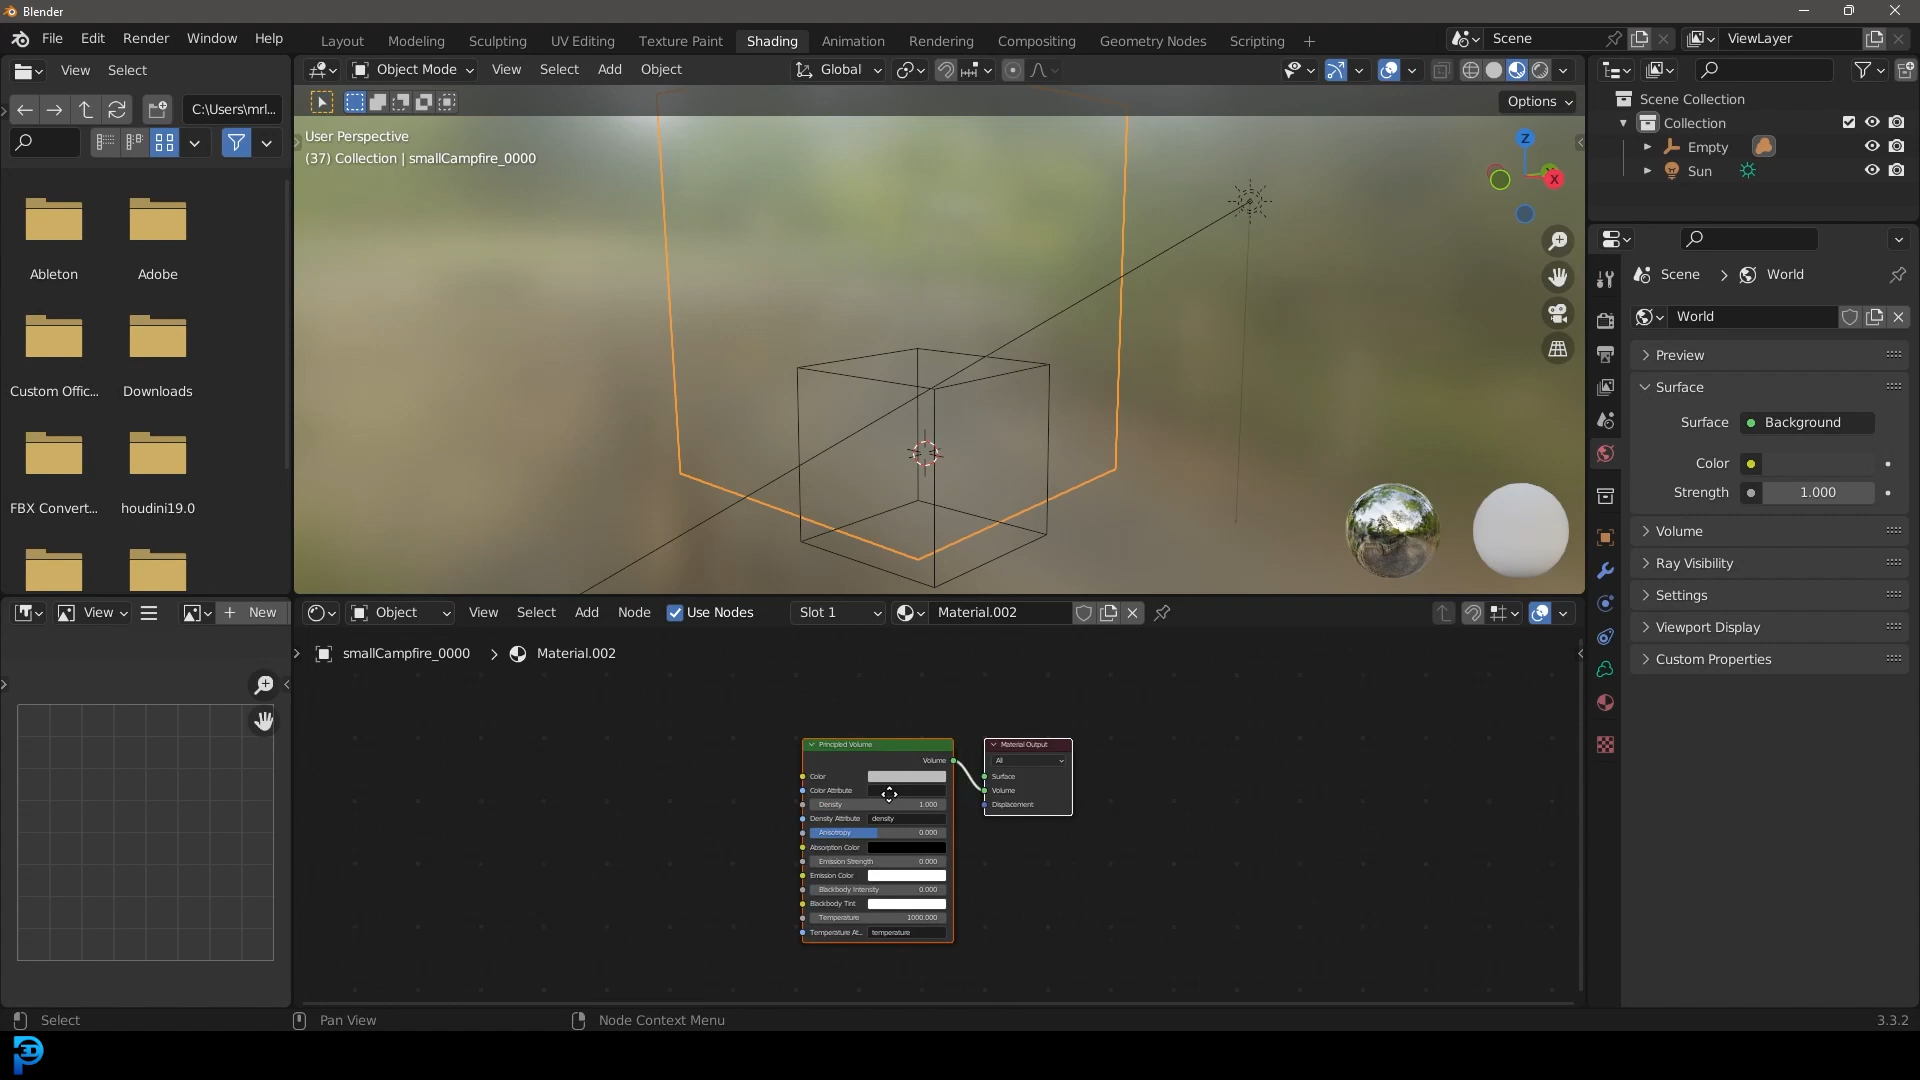 Blender
File Edit Render Window Help
Layout Modeling Sculpting UV Editing Texture Paint Shading Animation Rendering Compositing Geometry Nodes Scripting
Scene
ViewLayer
View Select
Object Mode View Select Add Object
Global
C:\Users\mrl...
Options
User Perspective
(37) Collection | smallCampfire_0000
Z
X
Scene Collection
Collection
Empty
Sun
Scene > World
World
Preview
Surface
Surface Background
Color
Strength 1.000
Volume
Ray Visibility
Settings
Viewport Display
Custom Properties
Ableton Adobe
Custom Offic... Downloads
FBX Convert... houdini19.0
View New
Object View Select Add Node Use Nodes Slot 1 Material.002
smallCampfire_0000 > Material.002
Principled Volume
Volume
Color
Color Attribute
Density 1.000
Density Attribute density
Anisotropy 0.000
Absorption Color
Emission Strength 0.000
Emission Color
Blackbody Intensity 0.000
Blackbody Tint
Temperature 1000.000
Temperature At... temperature
Material Output
All
Surface
Volume
Displacement
Select Pan View Node Context Menu 3.3.2